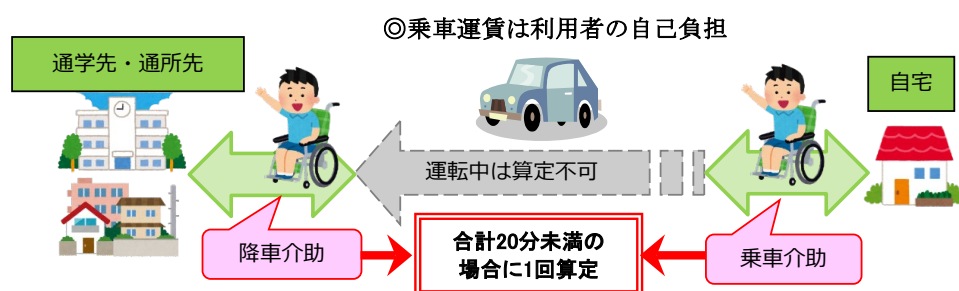 ◎乗車運賃は利用者の自己負担
通学先・通所先
自宅
運転中は算定不可
降車介助
合計20分未満の
場合に1回算定
乗車介助